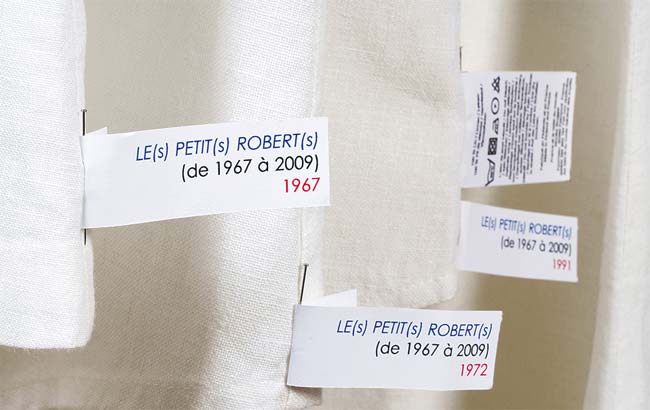 LE(s) PETIT(s) ROBERT(s)
(de 1967 à 2009)
1967
LE(s) PETIT(s) ROBERT(s)
(de 1967 à 2009)
1991
LE(s) PETIT(s) ROBERT(s)
(de 1967 à 2009)
1972